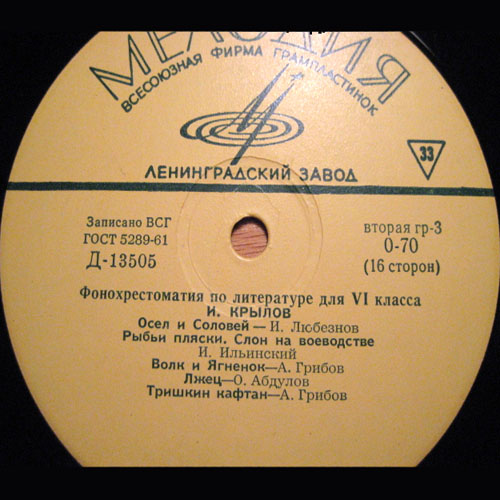 МЕЛОДИЯ
ВСЕСОЮЗНАЯ ФИРМА ГРАМПЛАСТИНОК
ЛЕНИНГРАДСКИЙ ЗАВОД
33
Записано ВСГ
ГОСТ 5289-61
Д-13505
вторая гр-3
0-70
(16 сторон)
Фонохрестоматия по литературе для VI класса
И. КРЫЛОВ
Осел и Соловей — И. Любезнов
Рыбьи пляски. Слон на воеводстве
И. Ильинский
Волк и Ягненок—А. Грибов
Лжец—О. Абдулов
Тришкин кафтан—А. Грибов